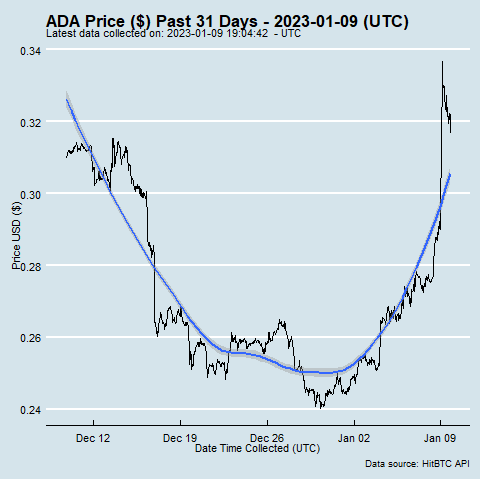 ADA Price ($) Past 31 Days - 2023-01-09 (UTC)
Latest data collected on: 2023-01-09 19:04:42 - UTC
0.34
0.32
0.30
0.28
0.26
0.24
Price USD ($)
Dec 12 Dec 19 Dec 26 Jan 02 Jan 09
Date Time Collected (UTC)
Data source: HitBTC API